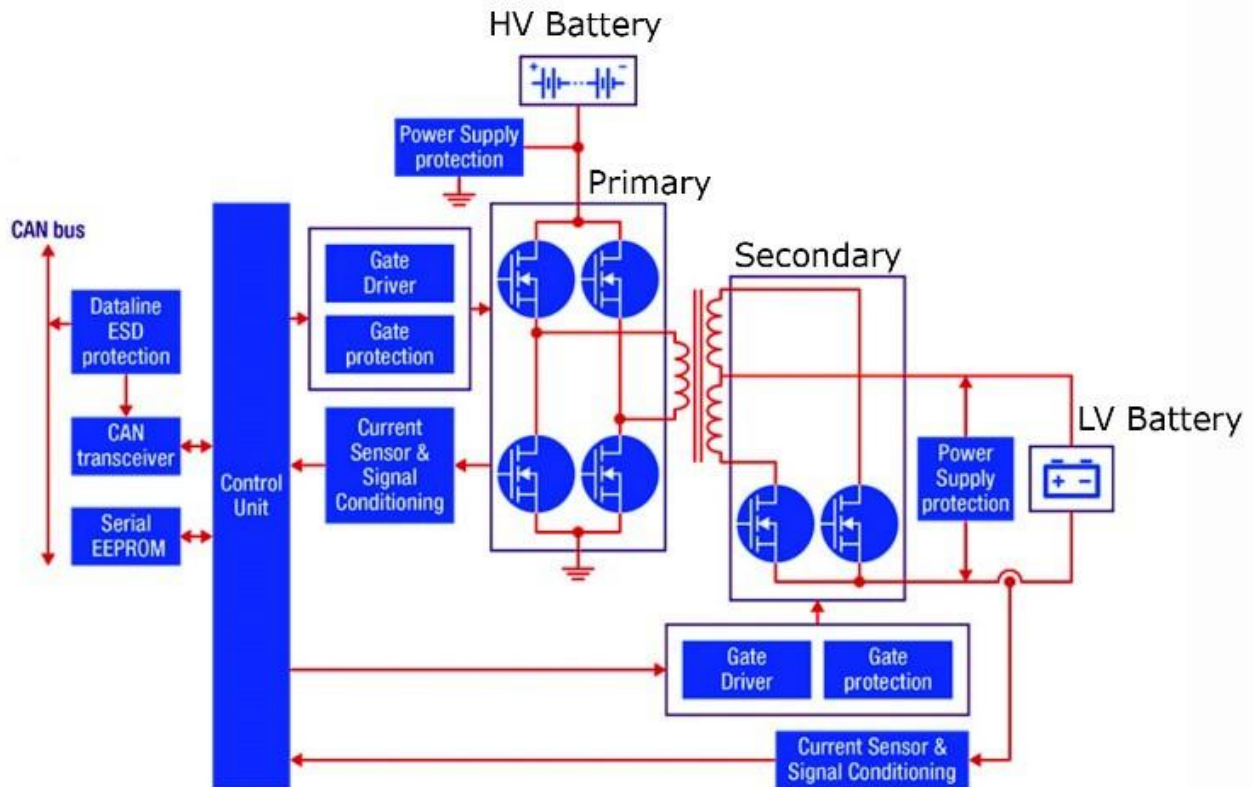 HV Battery
+ -
Power Supply
protection
Primary
CAN bus
Gate
Driver
Secondary
Dataline
ESD
protection
Gate
protection
LV Battery
CAN
transceiver
Current
Sensor &
Signal
Conditioning
Control
Unit
Power
Supply
protection
+ -
Serial
EEPROM
Gate
Driver
Gate
protection
Current Sensor &
Signal Conditioning